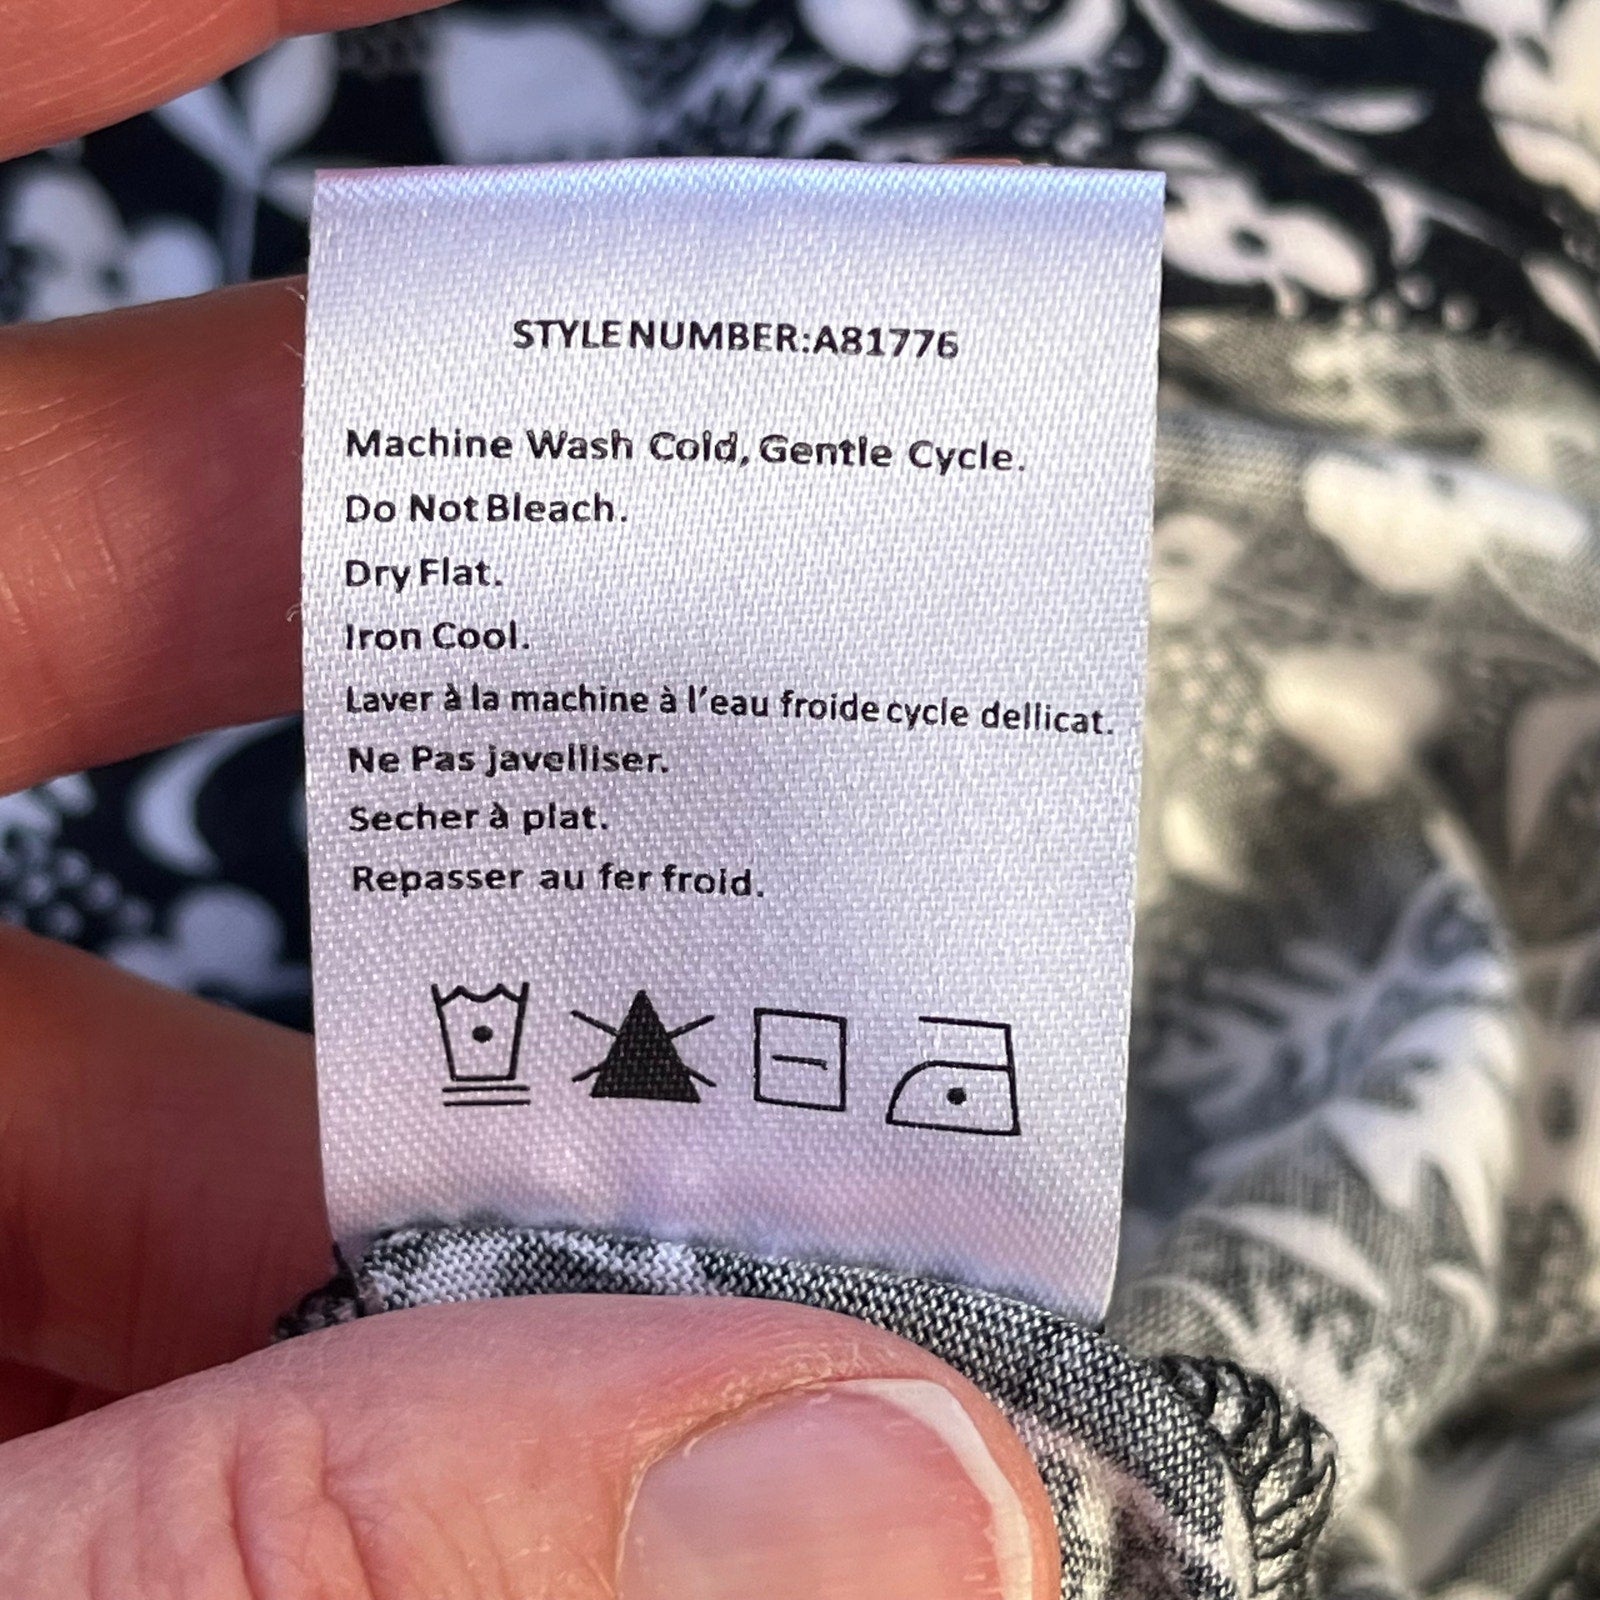 STYLE NUMBER:A81776
Machine Wash Cold, Gentle Cycle.
Do Not Bleach.
Dry Flat.
Iron Cool.
Laver à la machine à l'eau froide cycle dellicat.
Ne Pas javelliser.
Secher à plat.
Repasser au fer froid.